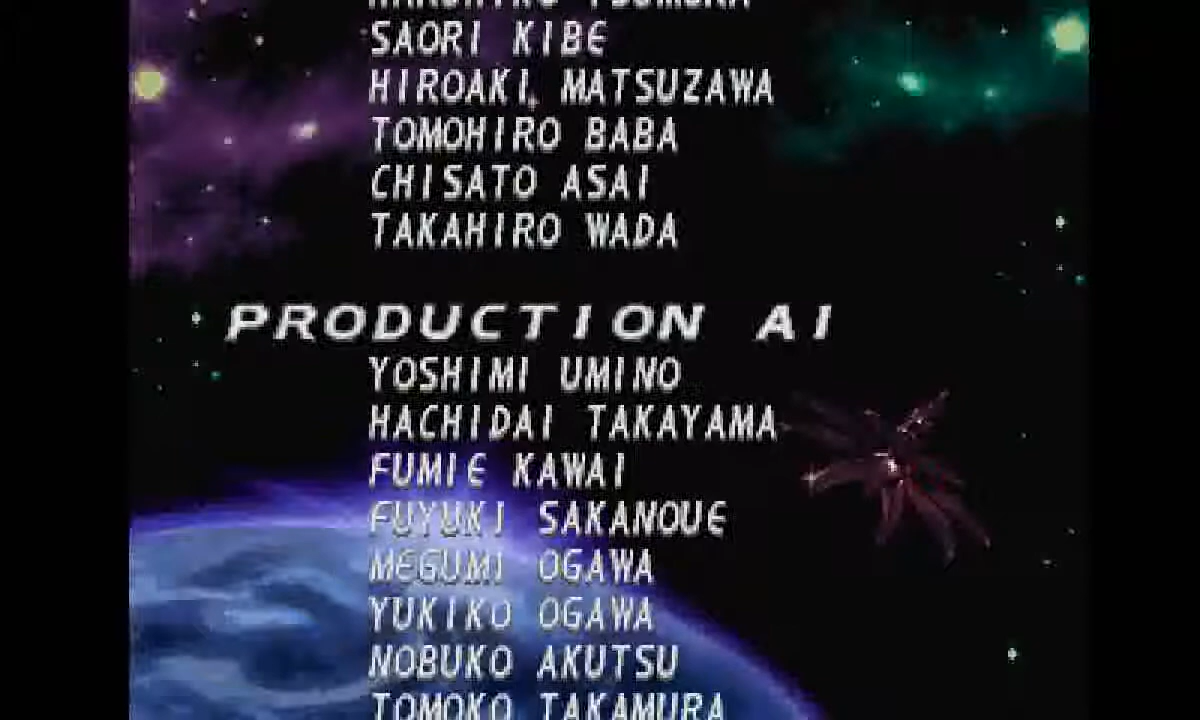 SAORI KIBE
HIROAKI MATSUZAWA
TOMOHIRO BABA
CHISATO ASAI
TAKAHIRO WADA
PRODUCTION AI
YOSHIMI UMINO
HACHIDAI TAKAYAMA
FUMIE KAWAI
FUYUKI SAKANOUE
MEGUMI OGAWA
YUKIKO OGAWA
NOBUKO AKUTSU
TOMOKO TAKAMURA